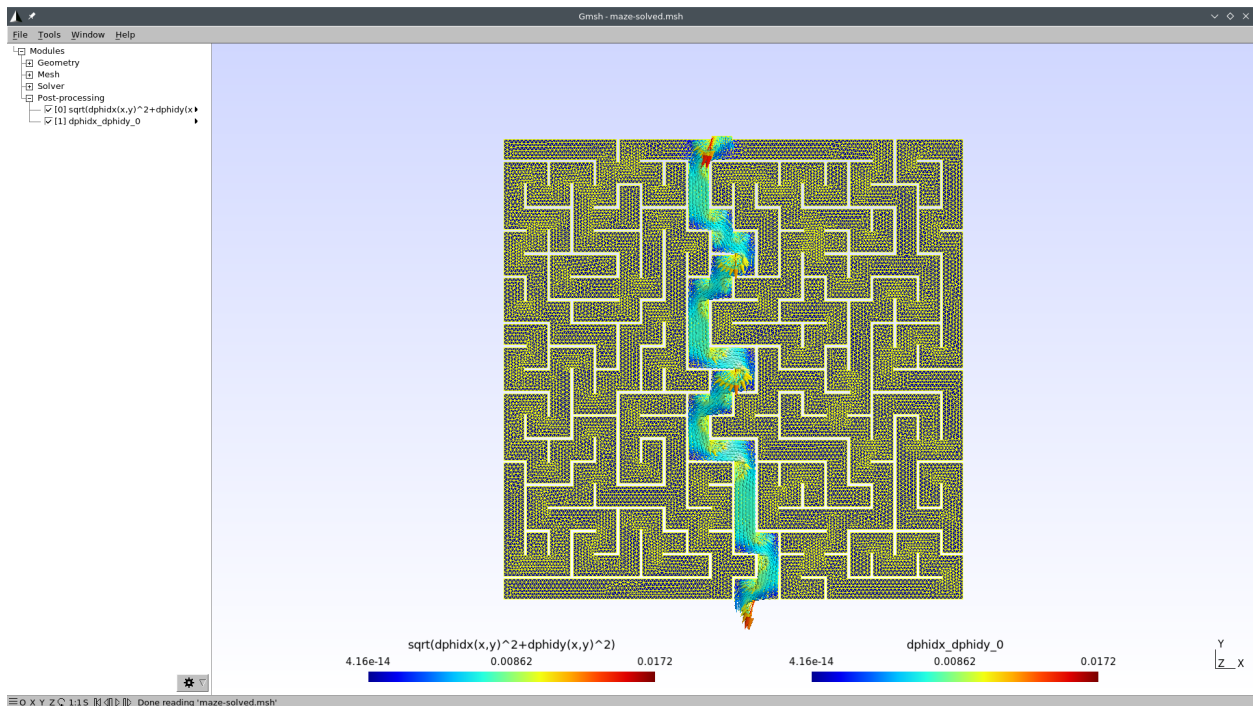 Gmsh - maze-solved.msh
File Tools Window Help
Modules
Geometry
Mesh
Solver
Post-processing
[0] sqrt(dphidx(x,y)^2+dphidy(x
[1] dphidx_dphidy_0
sqrt(dphidx(x,y)^2+dphidy(x,y)^2)
4.16e-14 0.00862 0.0172
dphidx_dphidy_0
4.16e-14 0.00862 0.0172
Y
Z X
O X Y Z 1:1 S Done reading 'maze-solved.msh'